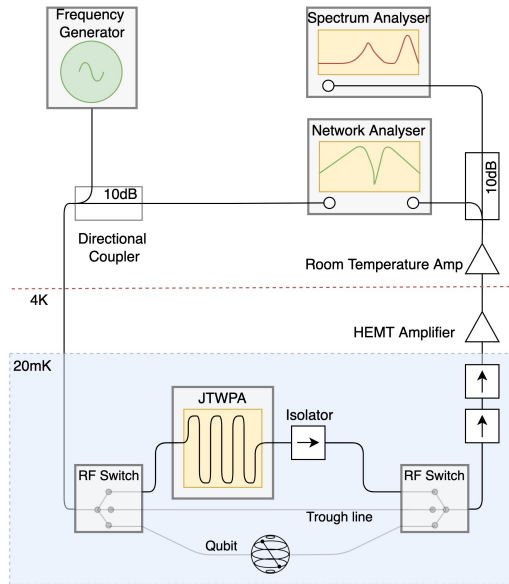 Frequency
Generator
Spectrum Analyser
Network Analyser
10dB
10dB
Directional
Coupler
Room Temperature Amp
4K
HEMT Amplifier
20mK
JTWPA
Isolator
RF Switch
RF Switch
Trough line
Qubit